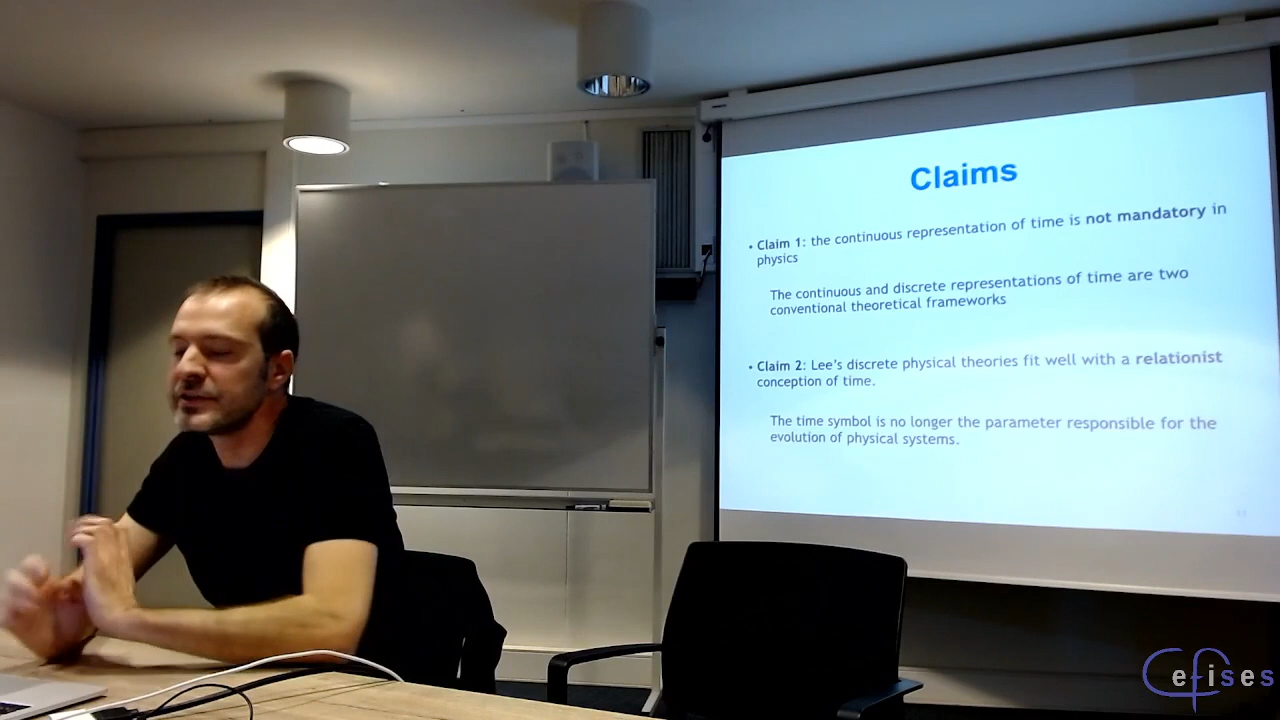 Claims
• Claim 1: the continuous representation of time is not mandatory in
physics
The continuous and discrete representations of time are two
conventional theoretical frameworks
• Claim 2: Lee's discrete physical theories fit well with a relationist
conception of time.
The time symbol is no longer the parameter responsible for the
evolution of physical systems.
Cefises